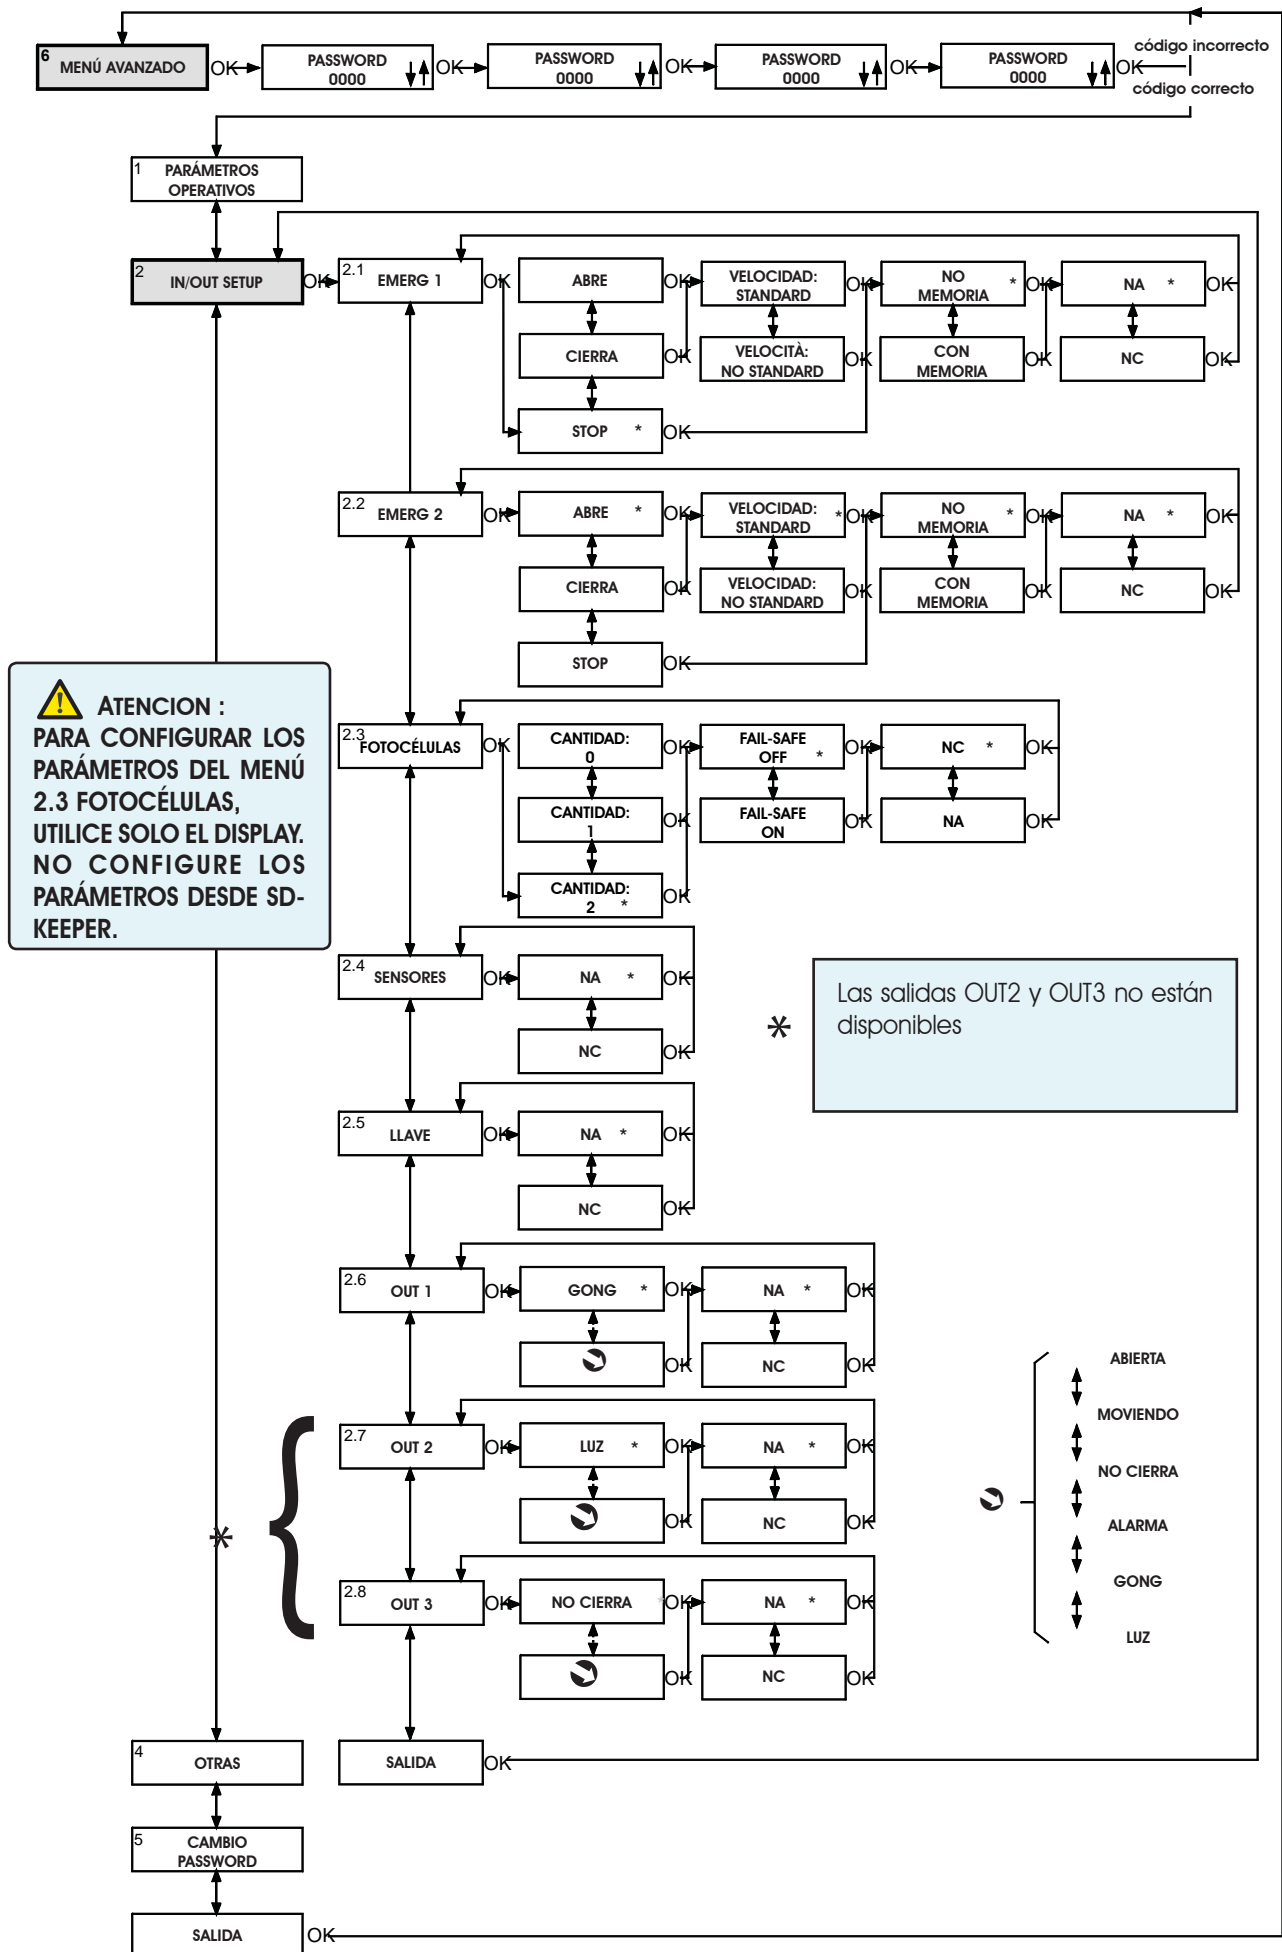 6
MENÚ AVANZADO
OK
PASSWORD
0000
OK
PASSWORD
0000
OK
PASSWORD
0000
OK
PASSWORD
0000
OK
código incorrecto
código correcto
1
PARÁMETROS
OPERATIVOS
2
IN/OUT SETUP
OK
2.1
EMERG 1
OK
ABRE
OK
VELOCIDAD:
STANDARD
OK
NO
MEMORIA *
OK
NA *
OK
CIERRA
OK
VELOCITÀ:
NO STANDARD
OK
CON
MEMORIA
OK
NC
OK
STOP *
OK
2.2
EMERG 2
OK
ABRE *
OK
VELOCIDAD:
STANDARD *
OK
NO
MEMORIA *
OK
NA *
OK
CIERRA
OK
VELOCIDAD:
NO STANDARD
OK
CON
MEMORIA
OK
NC
OK
STOP
OK
ATENCION :
PARA CONFIGURAR LOS
PARÁMETROS DEL MENÚ
2.3 FOTOCÉLULAS,
UTILICE SOLO EL DISPLAY.
NO CONFIGURE LOS
PARÁMETROS DESDE SD-
KEEPER.
2.3
FOTOCÉLULAS
OK
CANTIDAD:
0
OK
FAIL-SAFE
OFF *
OK
NC *
OK
CANTIDAD:
1
OK
FAIL-SAFE
ON
OK
NA
OK
CANTIDAD:
2 *
OK
2.4
SENSORES
OK
NA *
OK
NC
OK
*
Las salidas OUT2 y OUT3 no están
disponibles
2.5
LLAVE
OK
NA *
OK
NC
OK
2.6
OUT 1
OK
GONG *
OK
NA *
OK
OK
NC
OK
*
2.7
OUT 2
OK
LUZ *
OK
NA *
OK
OK
NC
OK
2.8
OUT 3
OK
NO CIERRA *
OK
NA *
OK
OK
NC
OK
ABIERTA
MOVIENDO
NO CIERRA
ALARMA
GONG
LUZ
4
OTRAS
SALIDA
OK
5
CAMBIO
PASSWORD
SALIDA
OK